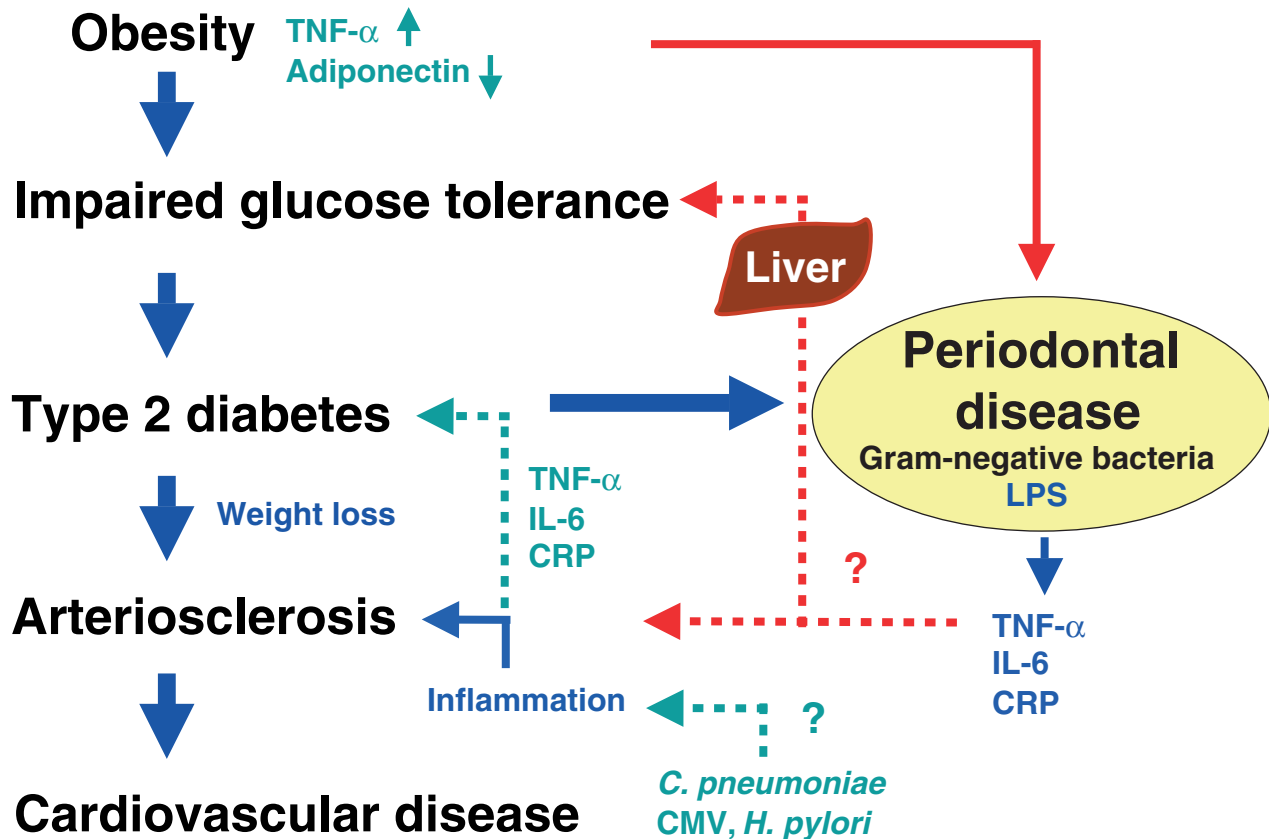 Obesity
TNF-α
Adiponectin
Impaired glucose tolerance
Liver
Periodontal
disease
Gram-negative bacteria
LPS
Type 2 diabetes
TNF-α
IL-6
CRP
Weight loss
?
Arteriosclerosis
TNF-α
IL-6
CRP
Inflammation
?
C. pneumoniae
CMV, H. pylori
Cardiovascular disease